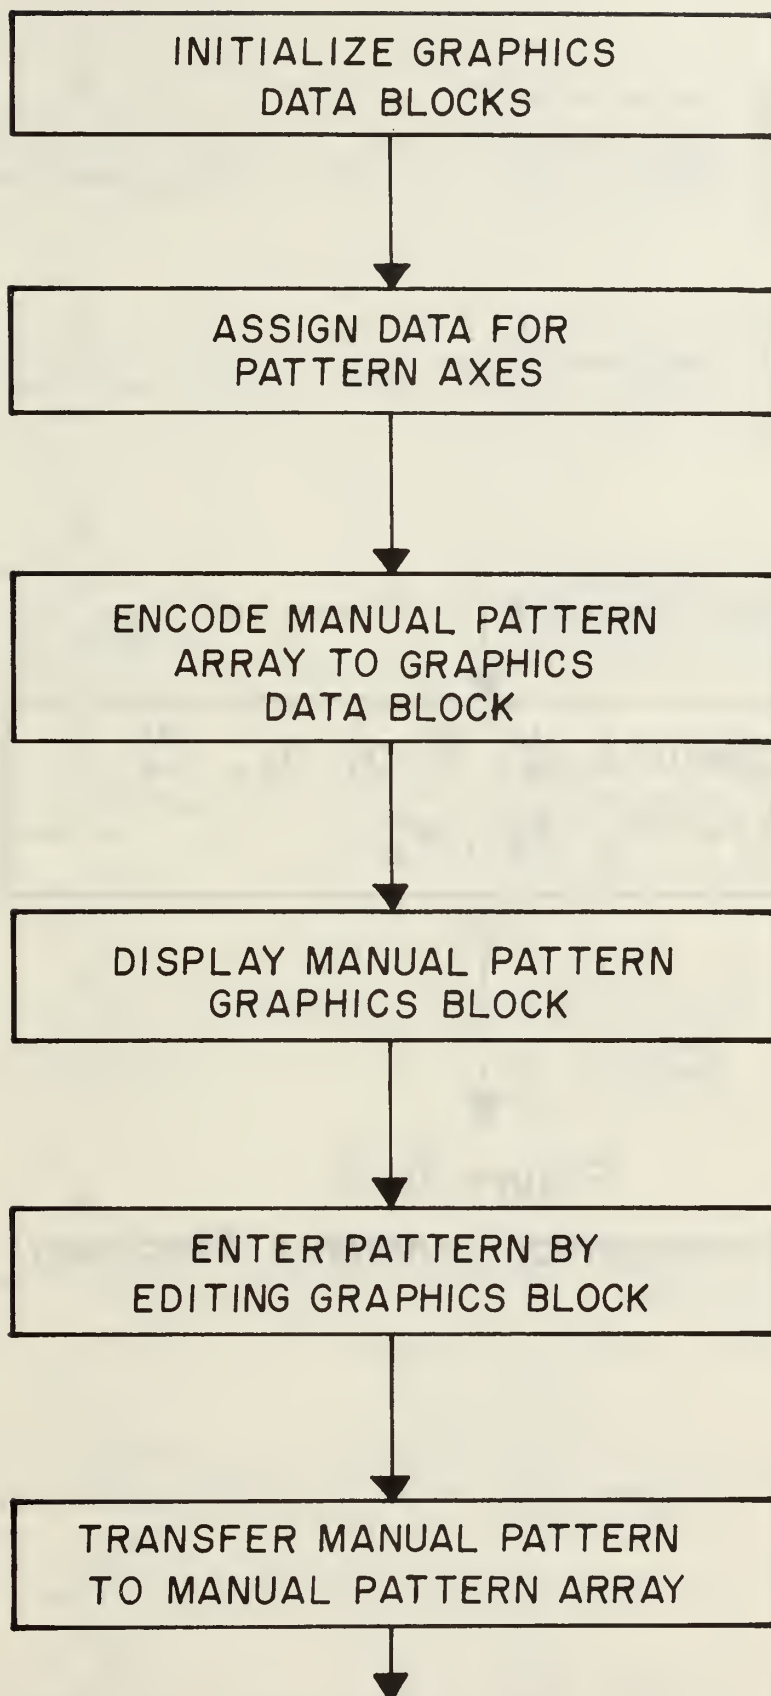 INITIALIZE GRAPHICS
DATA BLOCKS
ASSIGN DATA FOR
PATTERN AXES
ENCODE MANUAL PATTERN
ARRAY TO GRAPHICS
DATA BLOCK
DISPLAY MANUAL PATTERN
GRAPHICS BLOCK
ENTER PATTERN BY
EDITING GRAPHICS BLOCK
TRANSFER MANUAL PATTERN
TO MANUAL PATTERN ARRAY